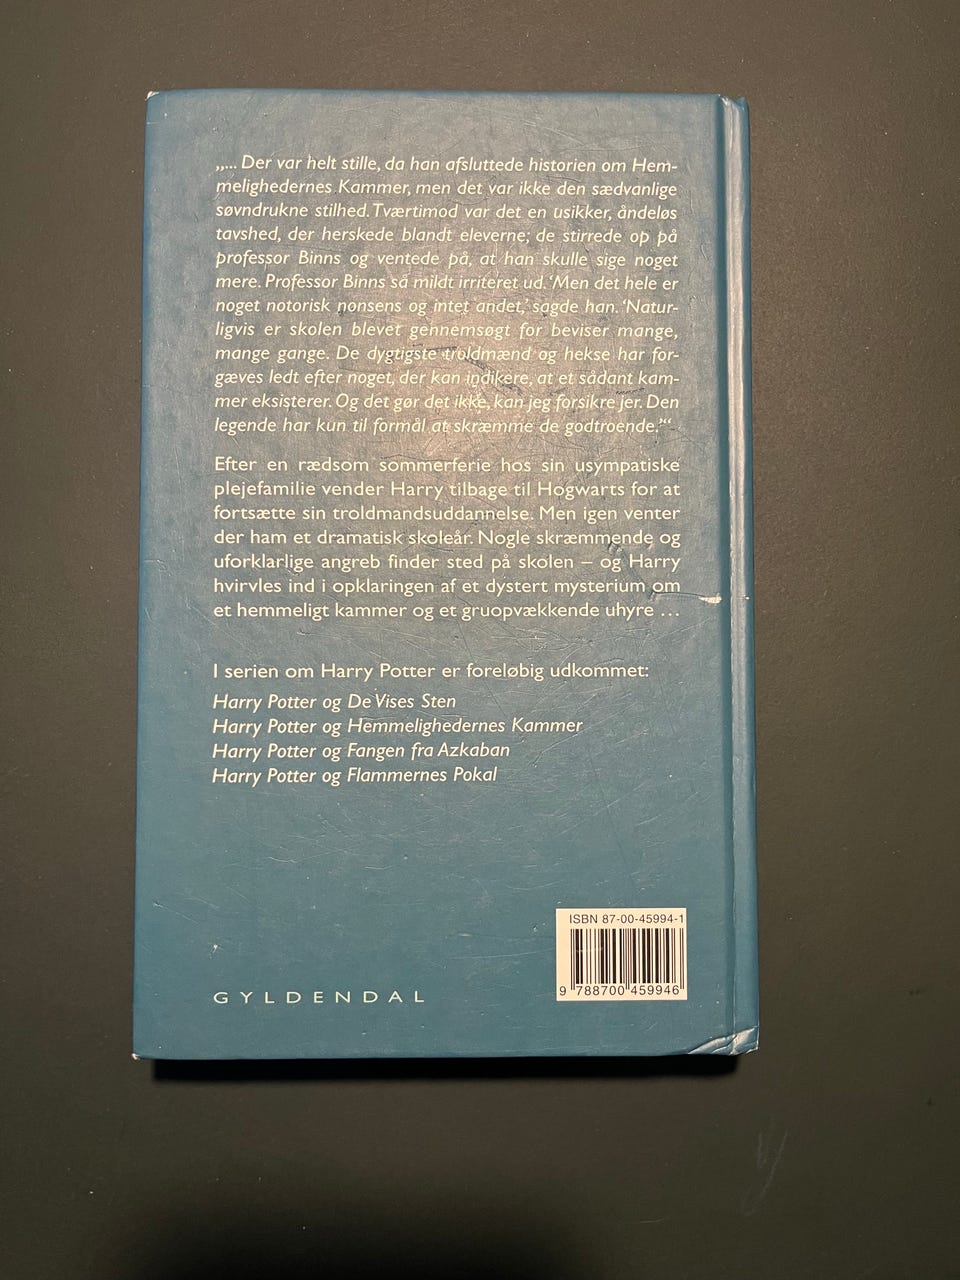 „... Der var helt stille, da han afsluttede historien om Hem-
melighedernes Kammer, men det var ikke den sædvanlige
søvndrukne stilhed. Tværtimod var det en usikker, åndeløs
tavshed, der herskede blandt eleverne; de stirrede op på
professor Binns og ventede på, at han skulle sige noget
mere. Professor Binns så mildt irriteret ud. ‘Men det hele er
noget notorisk nonsens og intet andet,’ sagde han. ‘Natur-
ligvis er skolen blevet gennemsøgt for beviser mange,
mange gange. De dygtigste troldmænd og hekse har for-
gæves ledt efter noget, der kan indikere, at et sådant kam-
mer eksisterer. Og det gør det ikke, kan jeg forsikre jer. Den
legende har kun til formål at skræmme de godtroende.’“
Efter en rædsom sommerferie hos sin usympatiske
plejefamilie vender Harry tilbage til Hogwarts for at
fortsætte sin troldmandsuddannelse. Men igen venter
der ham et dramatisk skoleår. Nogle skræmmende og
uforklarlige angreb finder sted på skolen – og Harry
hvirvles ind i opklaringen af et dystert mysterium om
et hemmeligt kammer og et gruopvækkende uhyre ...
I serien om Harry Potter er foreløbig udkommet:
Harry Potter og De Vises Sten
Harry Potter og Hemmelighedernes Kammer
Harry Potter og Fangen fra Azkaban
Harry Potter og Flammernes Pokal
ISBN 87-00-45994-1
9 788700 459946
GYLDENDAL